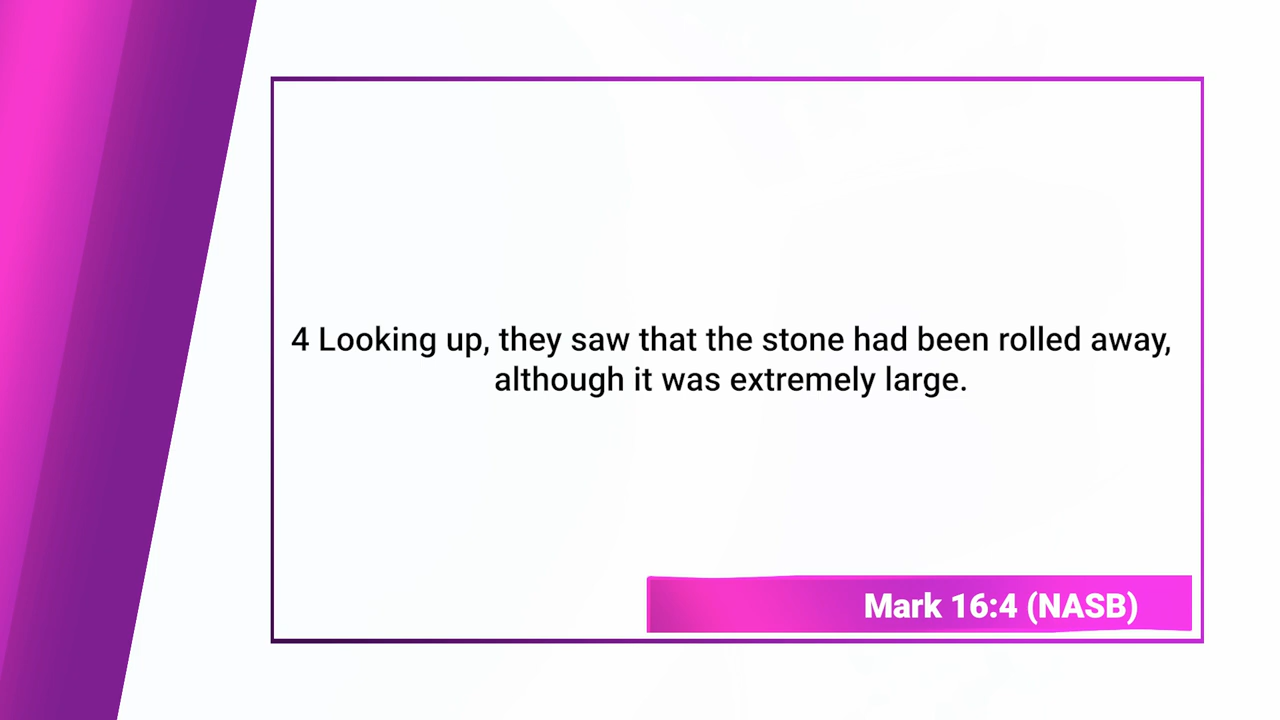 4 Looking up, they saw that the stone had been rolled away,
although it was extremely large.
Mark 16:4 (NASB)